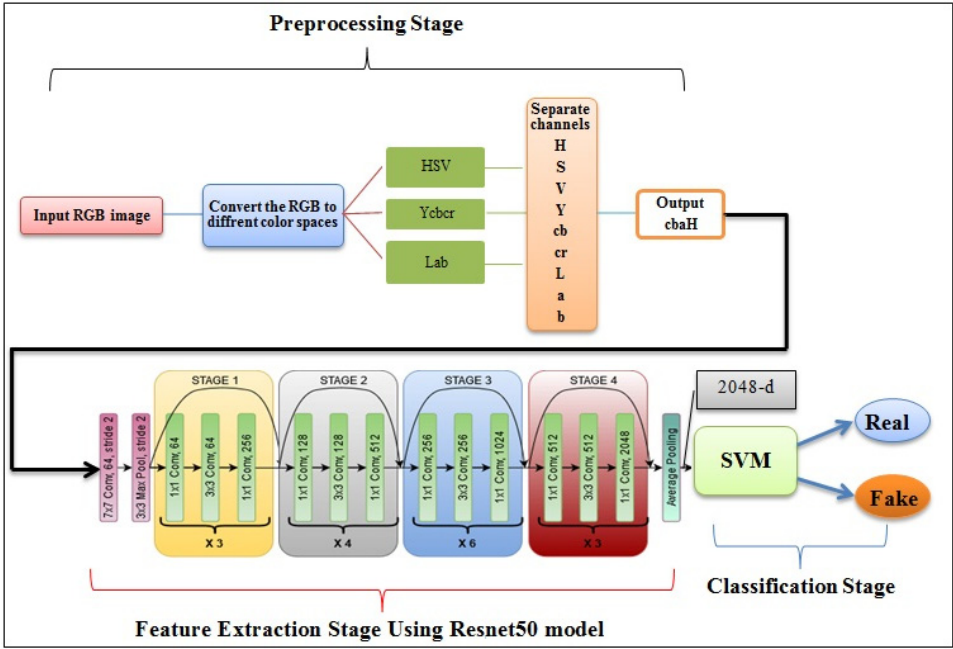 Preprocessing Stage
Input RGB image
Convert the RGB to
diffrent color spaces
HSV
Ycbcr
Lab
Separate
channels
H
S
V
Y
cb
cr
L
a
b
Output
cbaH
7x7 Conv, 64, stride 2
3x3 Max Pool, stride 2
STAGE 1
1x1 Conv, 64
3x3 Conv, 64
1x1 Conv, 256
X 3
STAGE 2
1x1 Conv, 128
3x3 Conv, 128
1x1 Conv, 512
X 4
STAGE 3
1x1 Conv, 256
3x3 Conv, 256
1x1 Conv, 1024
X 6
STAGE 4
1x1 Conv, 512
3x3 Conv, 512
1x1 Conv, 2048
X 3
Average Pooling
2048-d
SVM
Real
Fake
Classification Stage
Feature Extraction Stage Using Resnet50 model